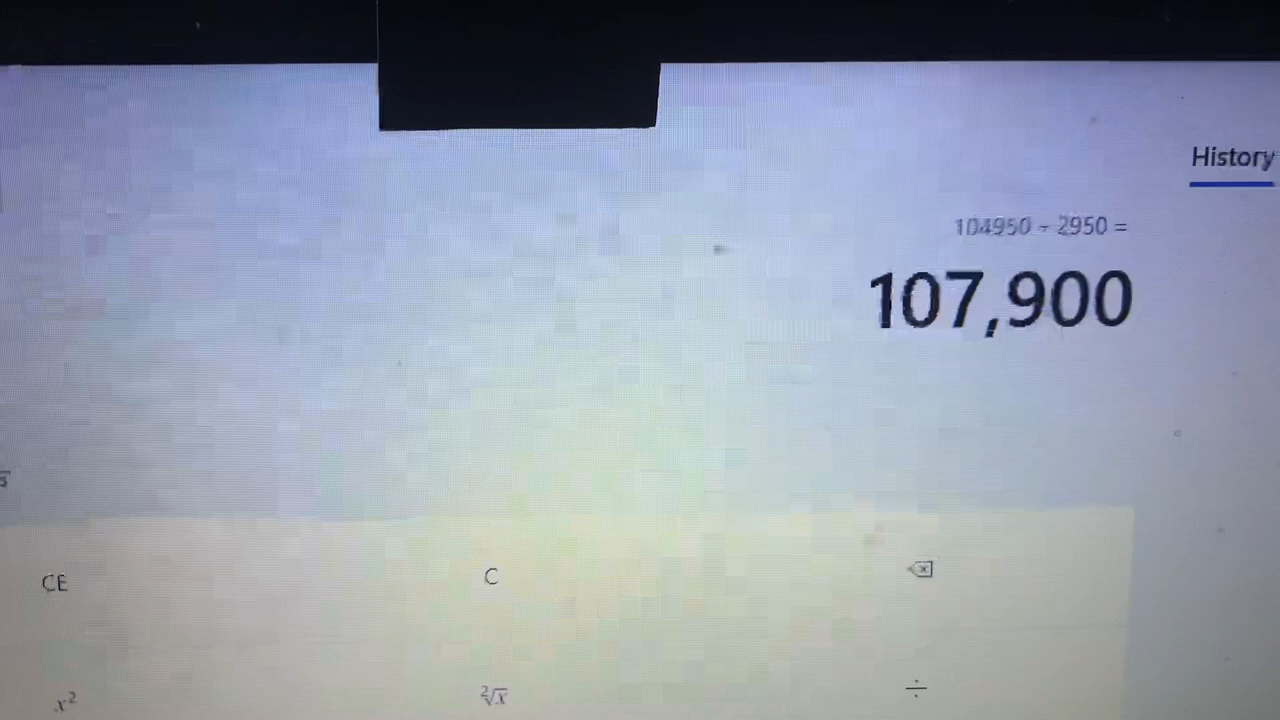 History
104950 + 2950 =
107,900
CE
C
x²
²√x
÷